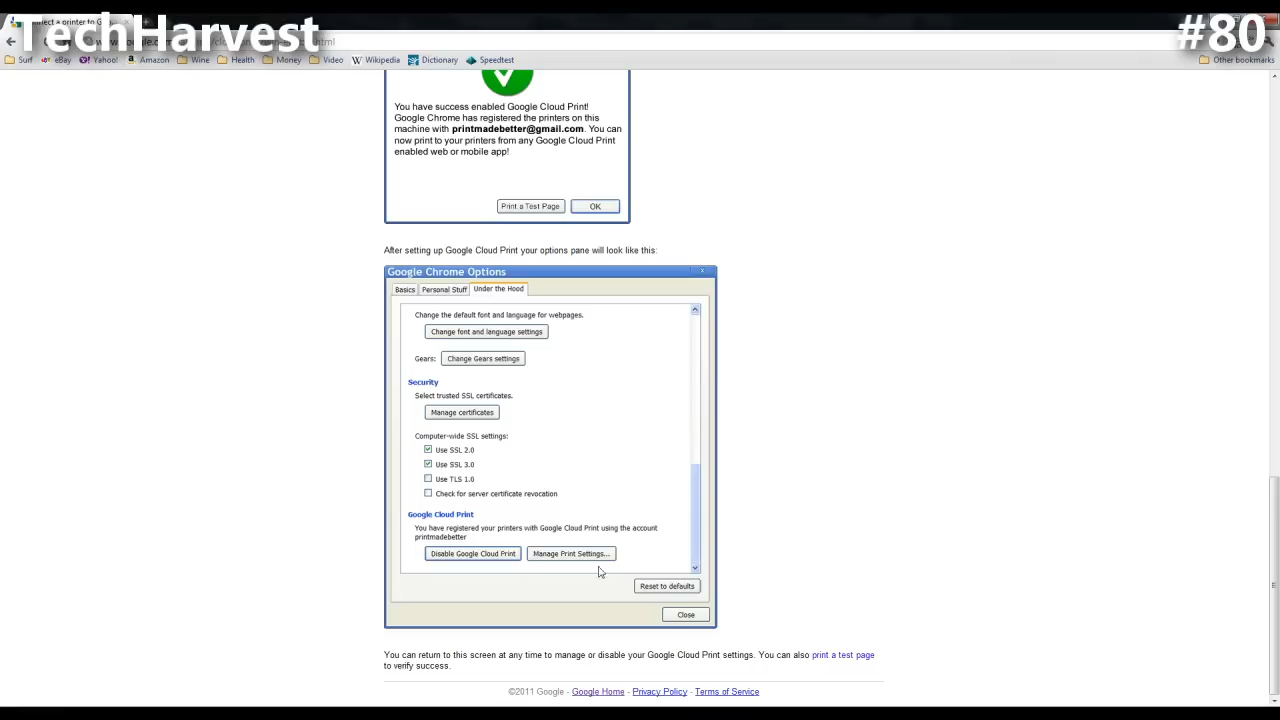 TechHarvest
#80
Surf eBay Yahoo! Amazon Wine Health Money Video Wikipedia Dictionary Speedtest Other bookmarks
You have success enabled Google Cloud Print!
Google Chrome has registered the printers on this
machine with printmadebetter@gmail.com. You can
now print to your printers from any Google Cloud Print
enabled web or mobile app!
Print a Test Page OK
After setting up Google Cloud Print your options pane will look like this:
Google Chrome Options
Basics Personal Stuff Under the Hood
Change the default font and language for webpages.
Change font and language settings
Gears: Change Gears settings
Security
Select trusted SSL certificates.
Manage certificates
Computer-wide SSL settings:
Use SSL 2.0
Use SSL 3.0
Use TLS 1.0
Check for server certificate revocation
Google Cloud Print
You have registered your printers with Google Cloud Print using the account
printmadebetter
Disable Google Cloud Print Manage Print Settings...
Reset to defaults
Close
You can return to this screen at any time to manage or disable your Google Cloud Print settings. You can also print a test page
to verify success.
©2011 Google - Google Home - Privacy Policy - Terms of Service